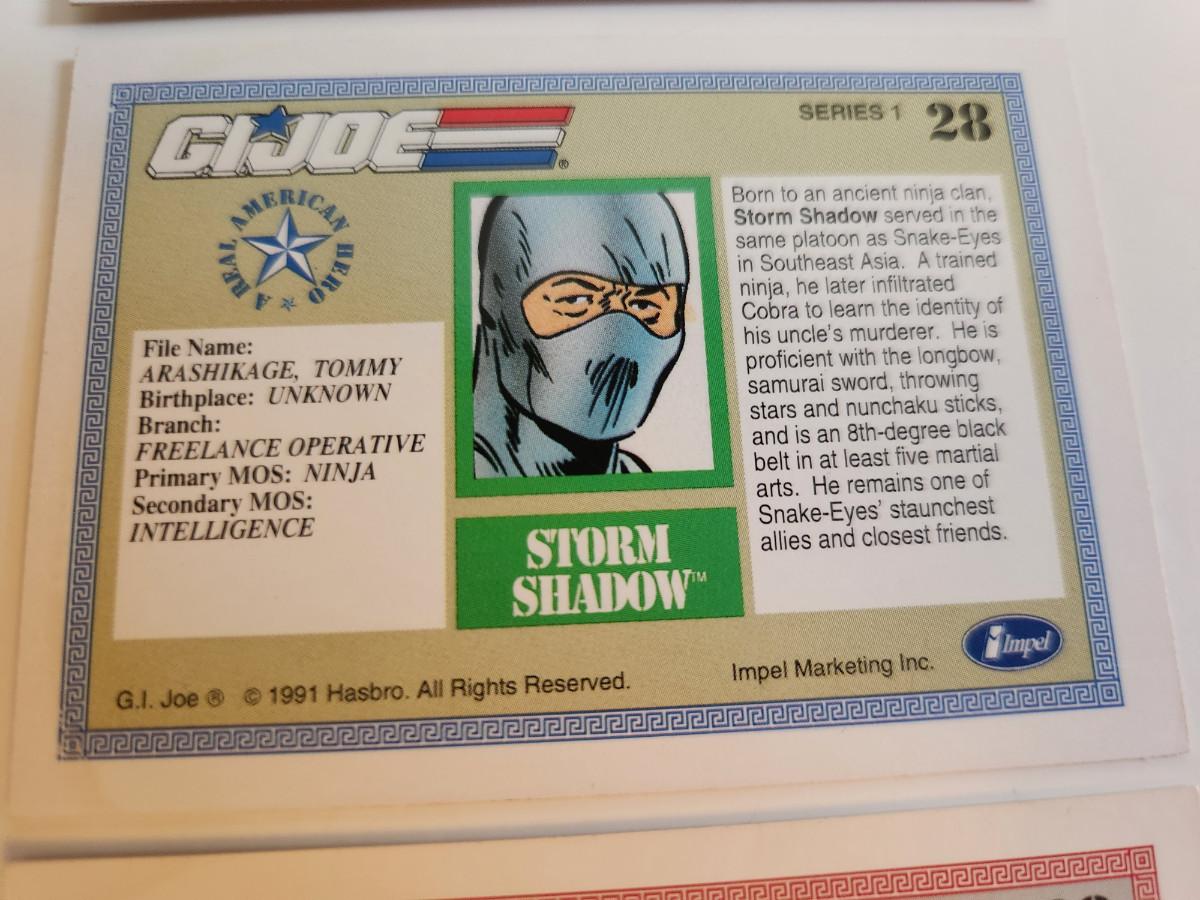 G.I. JOE ®
SERIES 1 28
A REAL AMERICAN HERO
File Name:
ARASHIKAGE, TOMMY
Birthplace: UNKNOWN
Branch:
FREELANCE OPERATIVE
Primary MOS: NINJA
Secondary MOS:
INTELLIGENCE
STORM
SHADOW™
Born to an ancient ninja clan,
Storm Shadow served in the
same platoon as Snake-Eyes
in Southeast Asia. A trained
ninja, he later infiltrated
Cobra to learn the identity of
his uncle's murderer. He is
proficient with the longbow,
samurai sword, throwing
stars and nunchaku sticks,
and is an 8th-degree black
belt in at least five martial
arts. He remains one of
Snake-Eyes' staunchest
allies and closest friends.
Impel
G.I. Joe ® © 1991 Hasbro. All Rights Reserved.
Impel Marketing Inc.